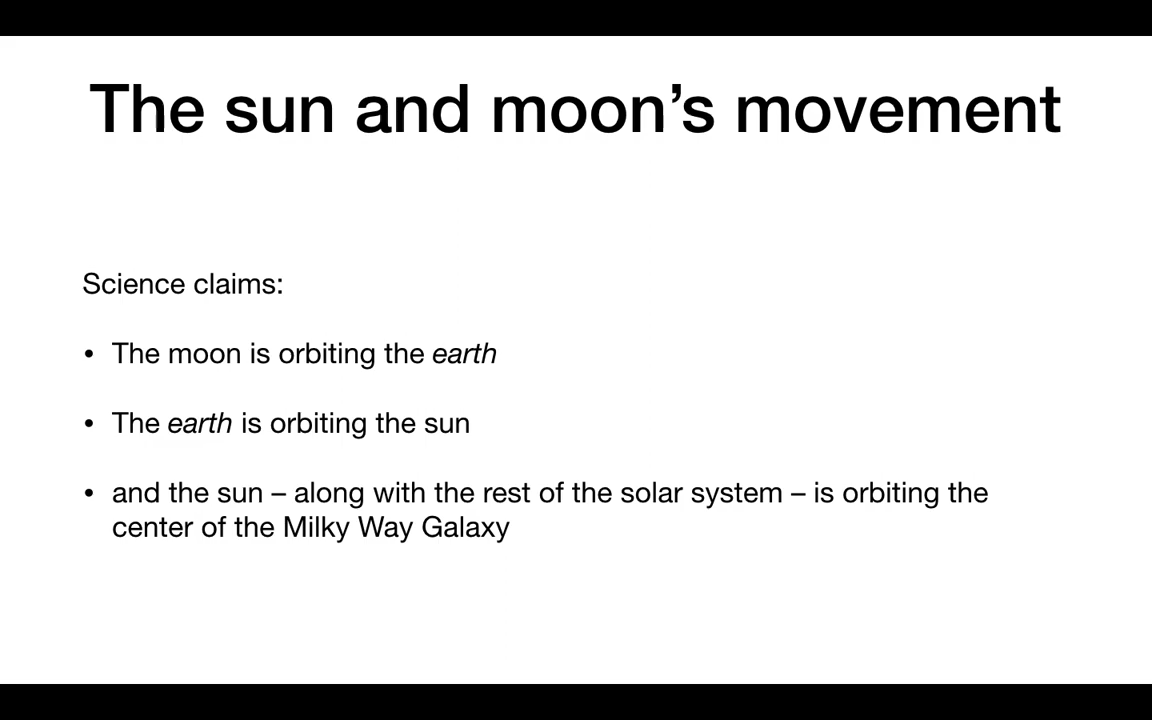 The sun and moon’s movement
Science claims:
• The moon is orbiting the earth
• The earth is orbiting the sun
• and the sun – along with the rest of the solar system – is orbiting the
center of the Milky Way Galaxy